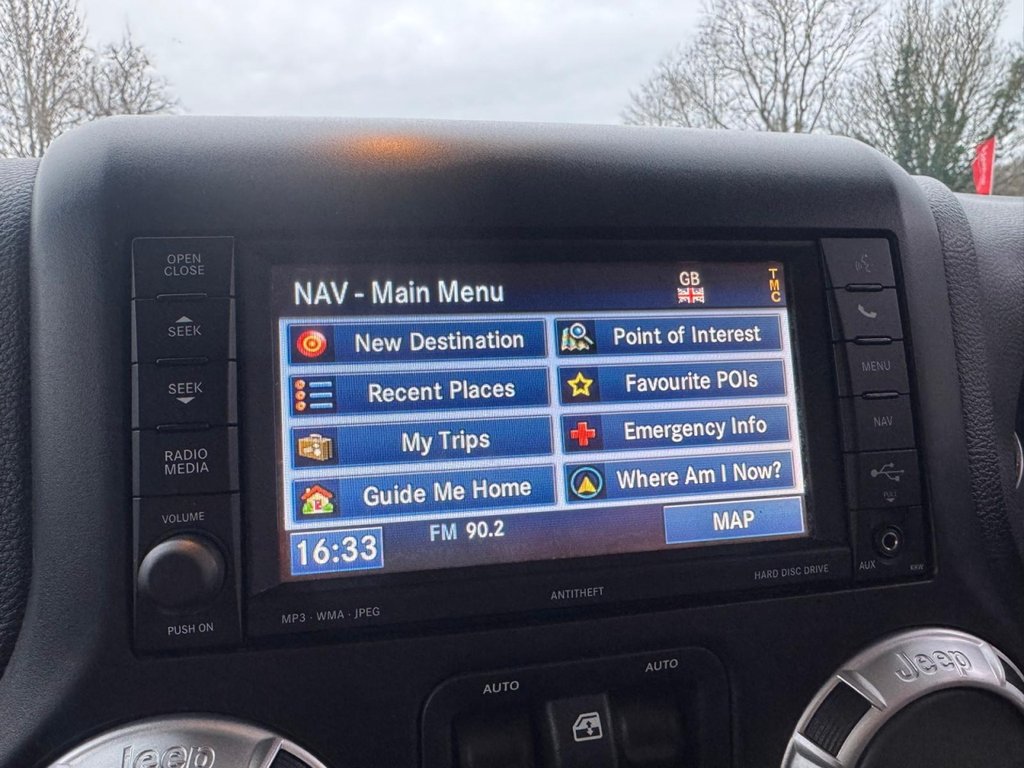 OPEN
CLOSE
SEEK
SEEK
RADIO
MEDIA
VOLUME
PUSH ON
NAV - Main Menu
GB
TMC
New Destination
Point of Interest
Recent Places
Favourite POIs
My Trips
Emergency Info
Guide Me Home
Where Am I Now?
16:33
FM 90.2
MAP
MENU
NAV
AUX
MP3 · WMA · JPEG
ANTITHEFT
HARD DISC DRIVE
AUTO
AUTO
Jeep
Jeep